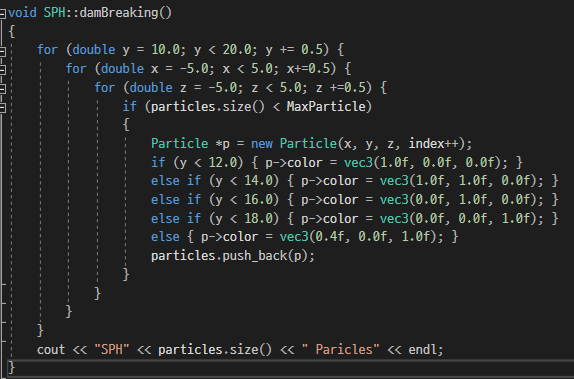 void SPH::damBreaking()
{
    for (double y = 10.0; y < 20.0; y += 0.5) {
        for (double x = -5.0; x < 5.0; x+=0.5) {
            for (double z = -5.0; z < 5.0; z +=0.5) {
                if (particles.size() < MaxParticle)
                {
                    Particle *p = new Particle(x, y, z, index++);
                    if (y < 12.0) { p->color = vec3(1.0f, 0.0f, 0.0f); }
                    else if (y < 14.0) { p->color = vec3(1.0f, 1.0f, 0.0f); }
                    else if (y < 16.0) { p->color = vec3(0.0f, 1.0f, 0.0f); }
                    else if (y < 18.0) { p->color = vec3(0.0f, 0.0f, 1.0f); }
                    else { p->color = vec3(0.4f, 0.0f, 1.0f); }
                    particles.push_back(p);
                }
            }
        }
    }
    cout << "SPH" << particles.size() << " Paricles" << endl;
}